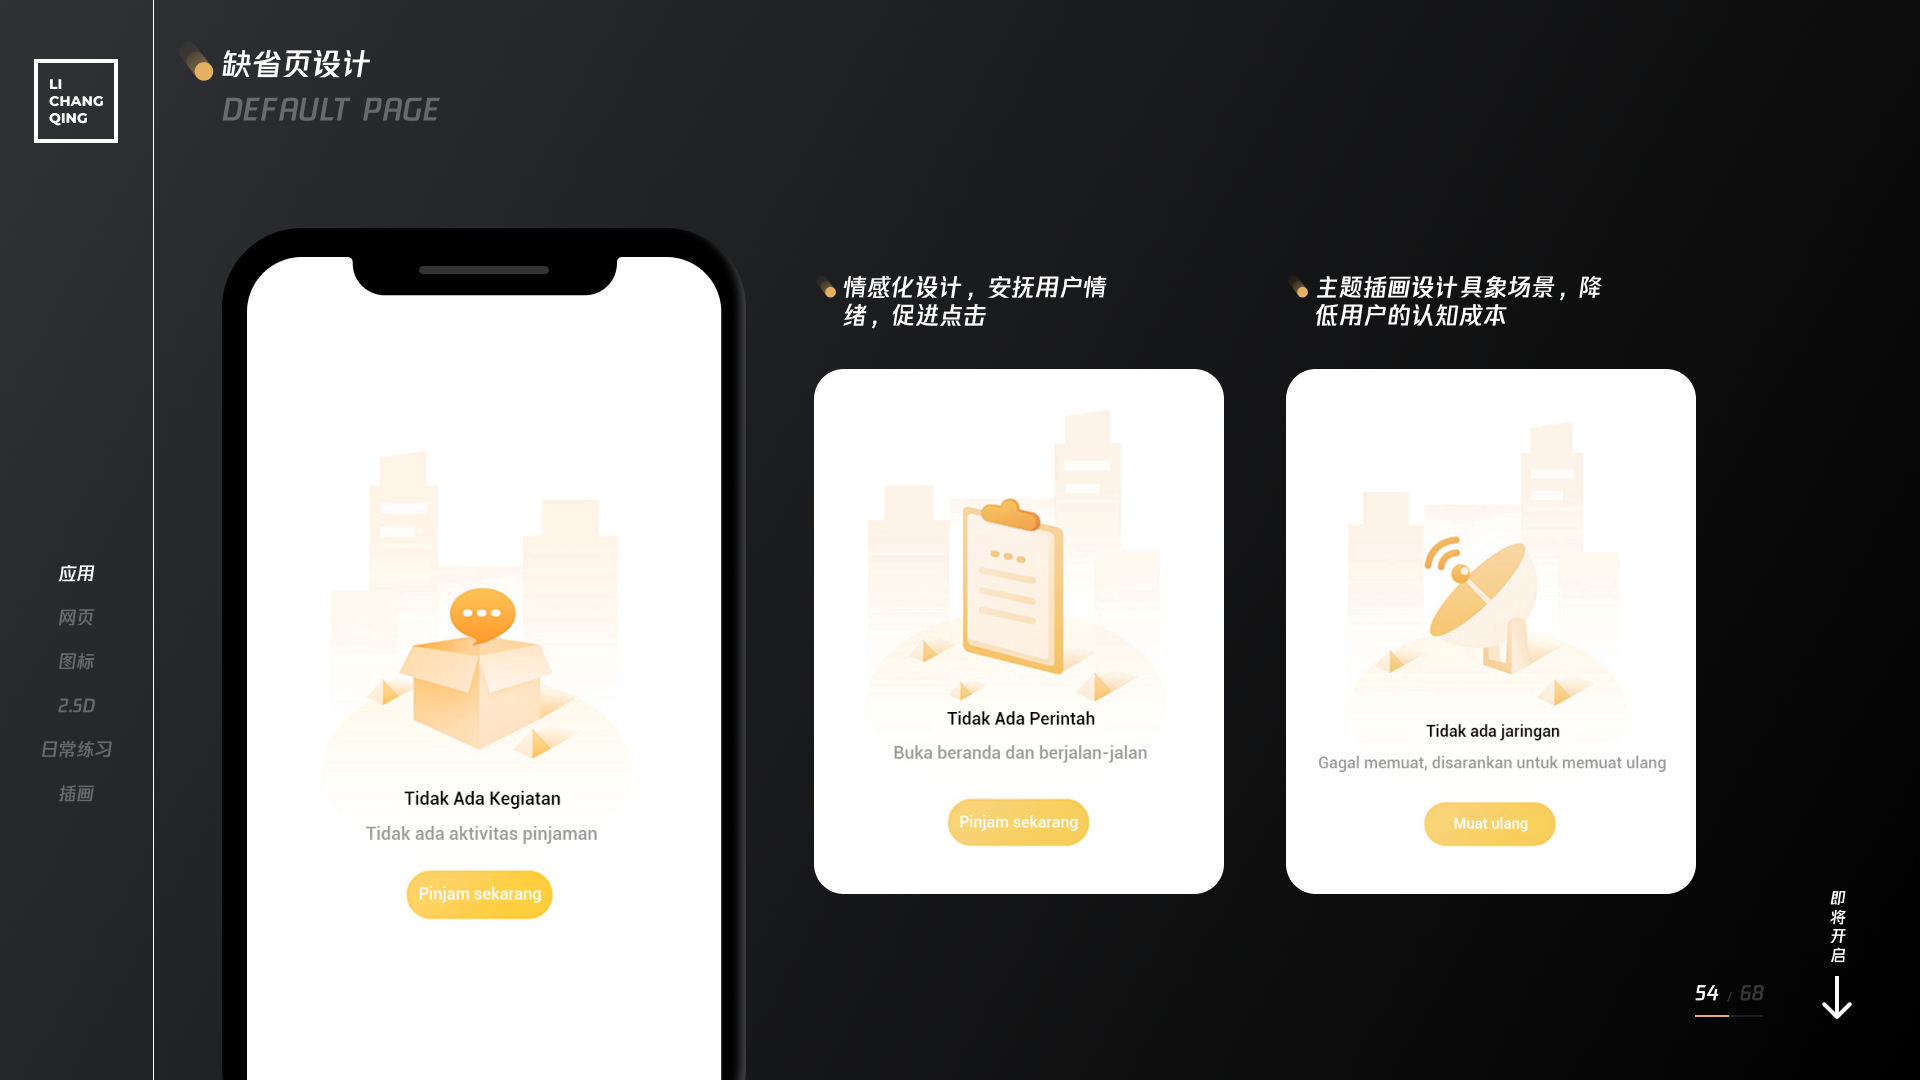 LI
CHANG
QING
缺省页设计
DEFAULT PAGE
应用
网页
图标
2.5D
日常练习
插画
Tidak Ada Kegiatan
Tidak ada aktivitas pinjaman
Pinjam sekarang
情感化设计，安抚用户情
绪，促进点击
Tidak Ada Perintah
Buka beranda dan berjalan-jalan
Pinjam sekarang
主题插画设计具象场景，降
低用户的认知成本
Tidak ada jaringan
Gagal memuat, disarankan untuk memuat ulang
Muat ulang
即将开启
54 / 68